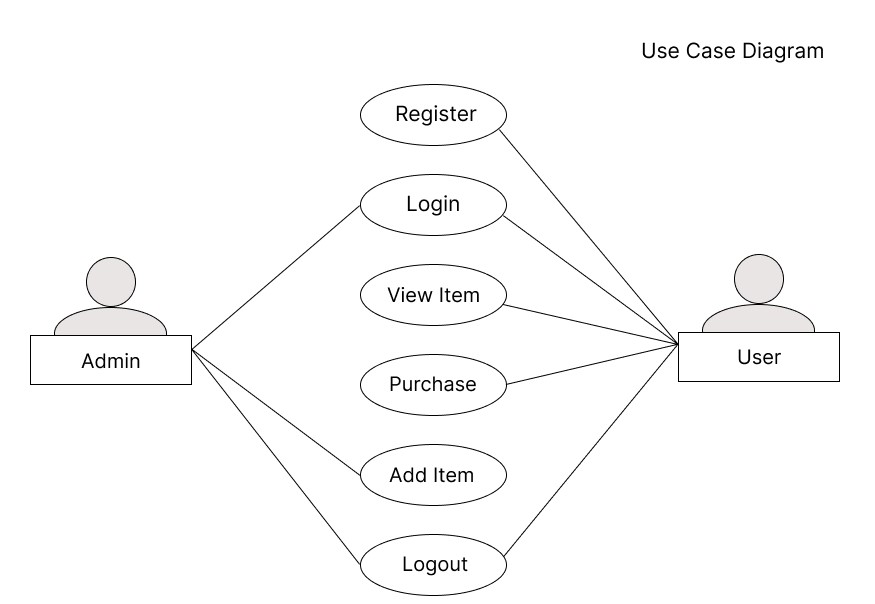 Use Case Diagram
Register
Login
View Item
Admin
User
Purchase
Add Item
Logout